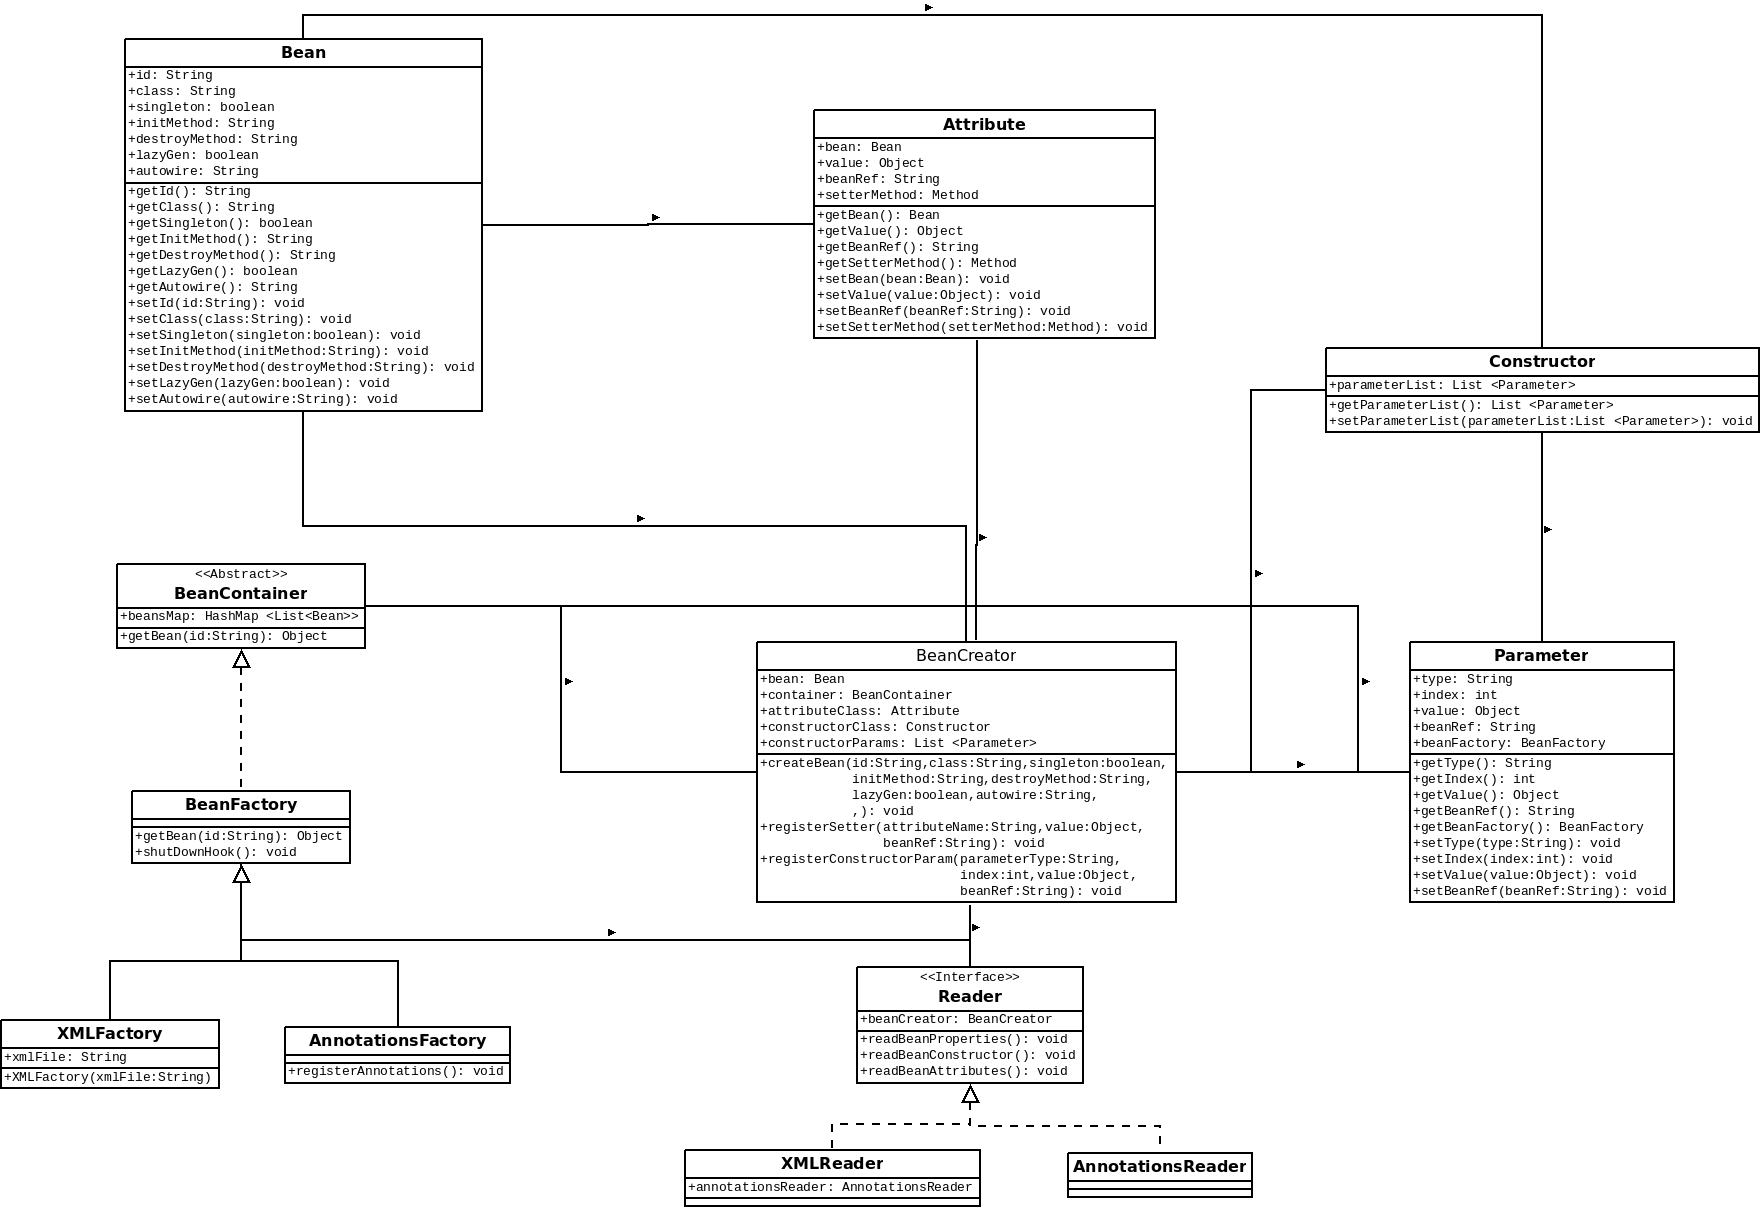 Bean
+id: String
+class: String
+singleton: boolean
+initMethod: String
+destroyMethod: String
+lazyGen: boolean
+autowire: String
+getId(): String
+getClass(): String
+getSingleton(): boolean
+getInitMethod(): String
+getDestroyMethod(): String
+getLazyGen(): boolean
+getAutowire(): String
+setId(id:String): void
+setClass(class:String): void
+setSingleton(singleton:boolean): void
+setInitMethod(initMethod:String): void
+setDestroyMethod(destroyMethod:String): void
+setLazyGen(lazyGen:boolean): void
+setAutowire(autowire:String): void
Attribute
+bean: Bean
+value: Object
+beanRef: String
+setterMethod: Method
+getBean(): Bean
+getValue(): Object
+getBeanRef(): String
+getSetterMethod(): Method
+setBean(bean:Bean): void
+setValue(value:Object): void
+setBeanRef(beanRef:String): void
+setSetterMethod(setterMethod:Method): void
Constructor
+parameterList: List <Parameter>
+getParameterList(): List <Parameter>
+setParameterList(parameterList:List <Parameter>): void
<<Abstract>>
BeanContainer
+beansMap: HashMap <List<Bean>>
+getBean(id:String): Object
BeanCreator
+bean: Bean
+container: BeanContainer
+attributeClass: Attribute
+constructorClass: Constructor
+constructorParams: List <Parameter>
+createBean(id:String,class:String,singleton:boolean,
initMethod:String,destroyMethod:String,
lazyGen:boolean,autowire:String,
,): void
+registerSetter(attributeName:String,value:Object,
beanRef:String): void
+registerConstructorParam(parameterType:String,
index:int,value:Object,
beanRef:String): void
Parameter
+type: String
+index: int
+value: Object
+beanRef: String
+beanFactory: BeanFactory
+getType(): String
+getIndex(): int
+getValue(): Object
+getBeanRef(): String
+getBeanFactory(): BeanFactory
+setType(type:String): void
+setIndex(index:int): void
+setValue(value:Object): void
+setBeanRef(beanRef:String): void
BeanFactory
+getBean(id:String): Object
+shutDownHook(): void
XMLFactory
+xmlFile: String
+XMLFactory(xmlFile:String)
AnnotationsFactory
+registerAnnotations(): void
<<Interface>>
Reader
+beanCreator: BeanCreator
+readBeanProperties(): void
+readBeanConstructor(): void
+readBeanAttributes(): void
XMLReader
+annotationsReader: AnnotationsReader
AnnotationsReader